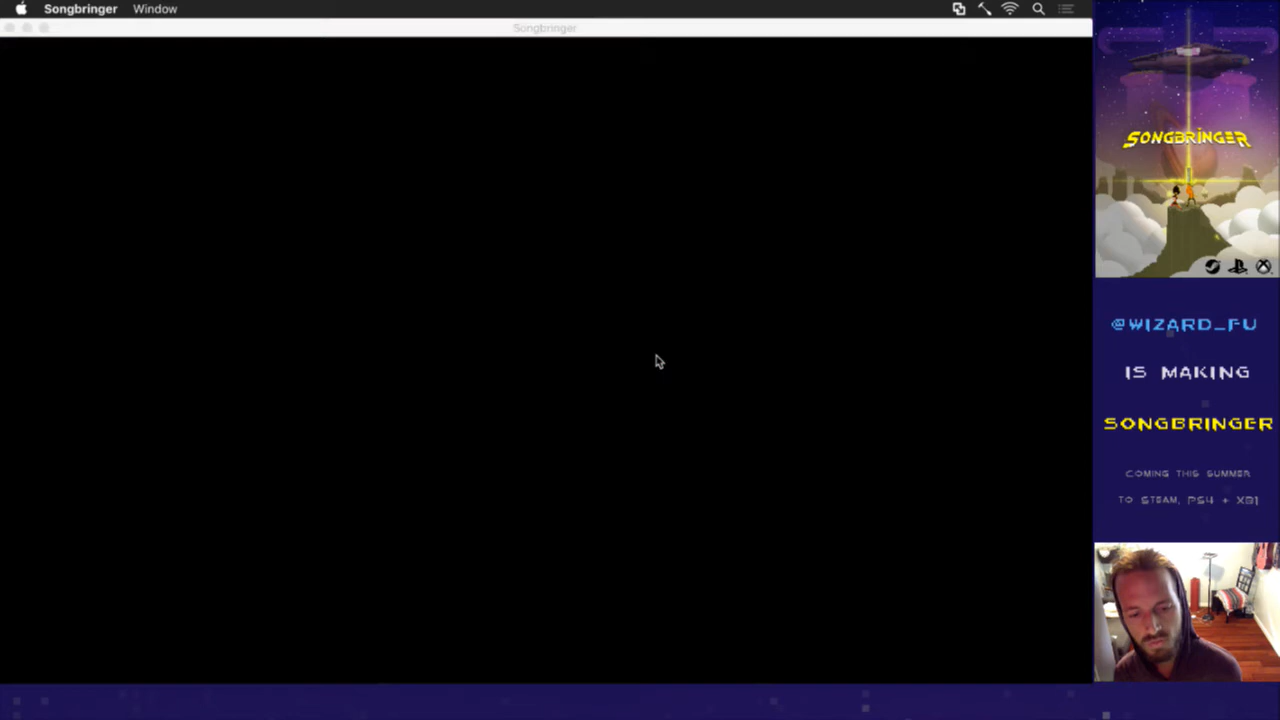 Songbringer Window
Songbringer
SONGBRINGER
@WIZARD_FU
IS MAKING
SONGBRINGER
COMING THIS SUMMER
TO STEAM, PS4 + XB1